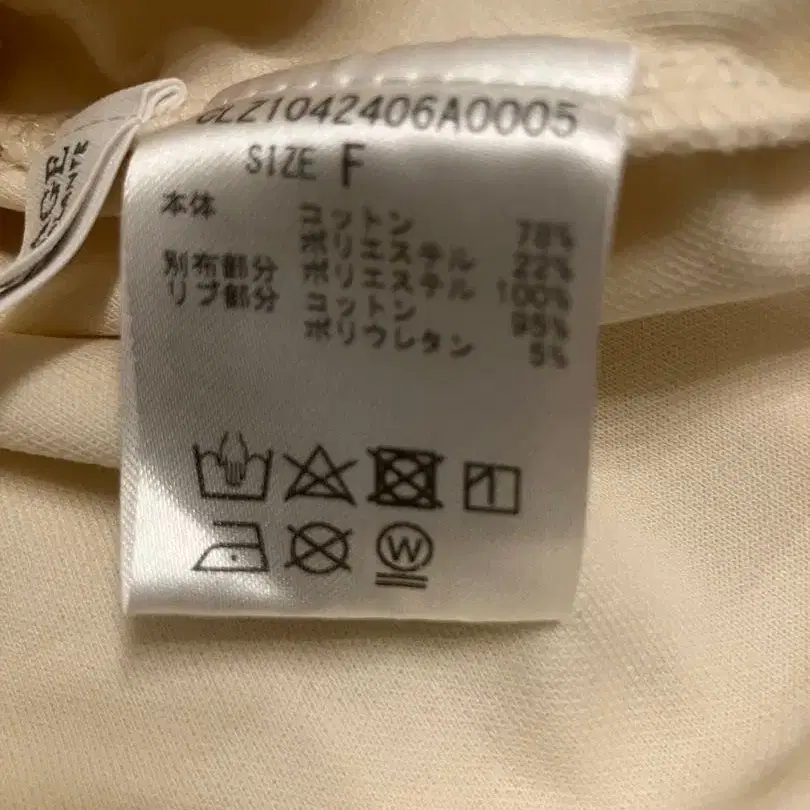 CLZ1042406A0005
SIZE F
本体 コットン 78%
ポリエステル 22%
別布部分 ポリエステル 100%
リブ部分 コットン 95%
ポリウレタン 5%
W